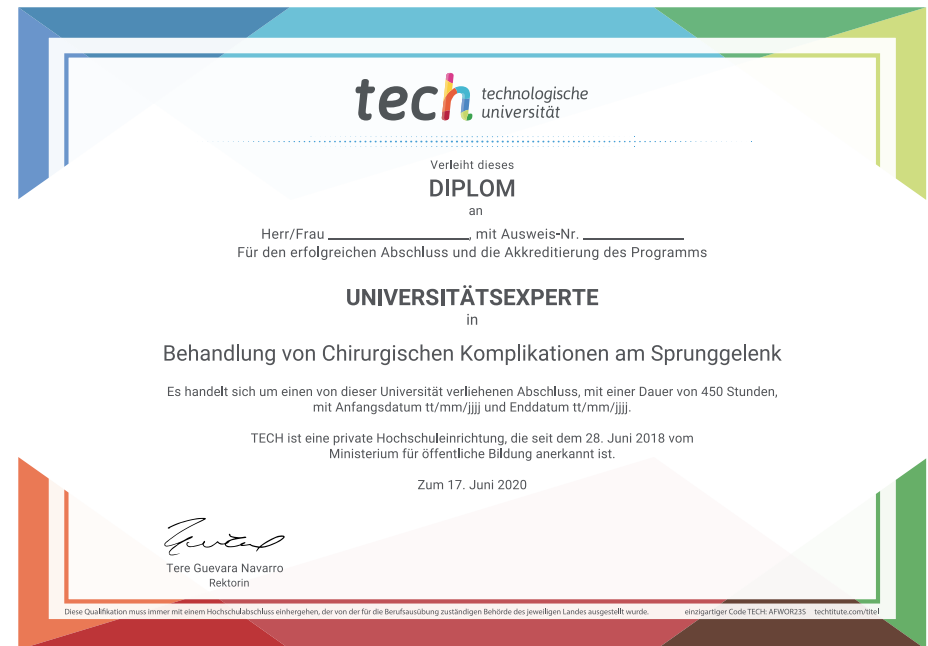 tech technologische
universität
Verleiht dieses
DIPLOM
an
Herr/Frau ____________________, mit Ausweis-Nr. ______________
Für den erfolgreichen Abschluss und die Akkreditierung des Programms
UNIVERSITÄTSEXPERTE
in
Behandlung von Chirurgischen Komplikationen am Sprunggelenk
Es handelt sich um einen von dieser Universität verliehenen Abschluss, mit einer Dauer von 450 Stunden,
mit Anfangsdatum tt/mm/jjjj und Enddatum tt/mm/jjjj.
TECH ist eine private Hochschuleinrichtung, die seit dem 28. Juni 2018 vom
Ministerium für öffentliche Bildung anerkannt ist.
Zum 17. Juni 2020
Tere Guevara Navarro
Rektorin
Diese Qualifikation muss immer mit einem Hochschulabschluss einhergehen, der von der für die Berufsausübung zuständigen Behörde des jeweiligen Landes ausgestellt wurde. einzigartiger Code TECH: AFWOR23S techtitute.com/titel